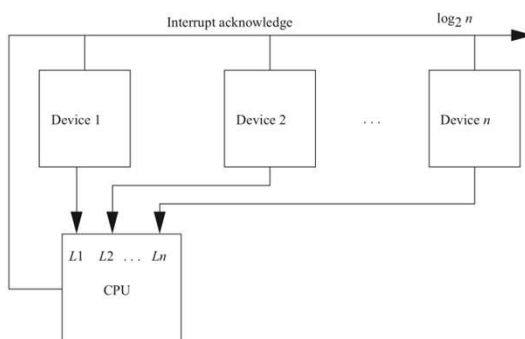 Interrupt acknowledge log₂ n
Device 1 Device 2 . . . Device n
L1 L2 . . . Ln
CPU